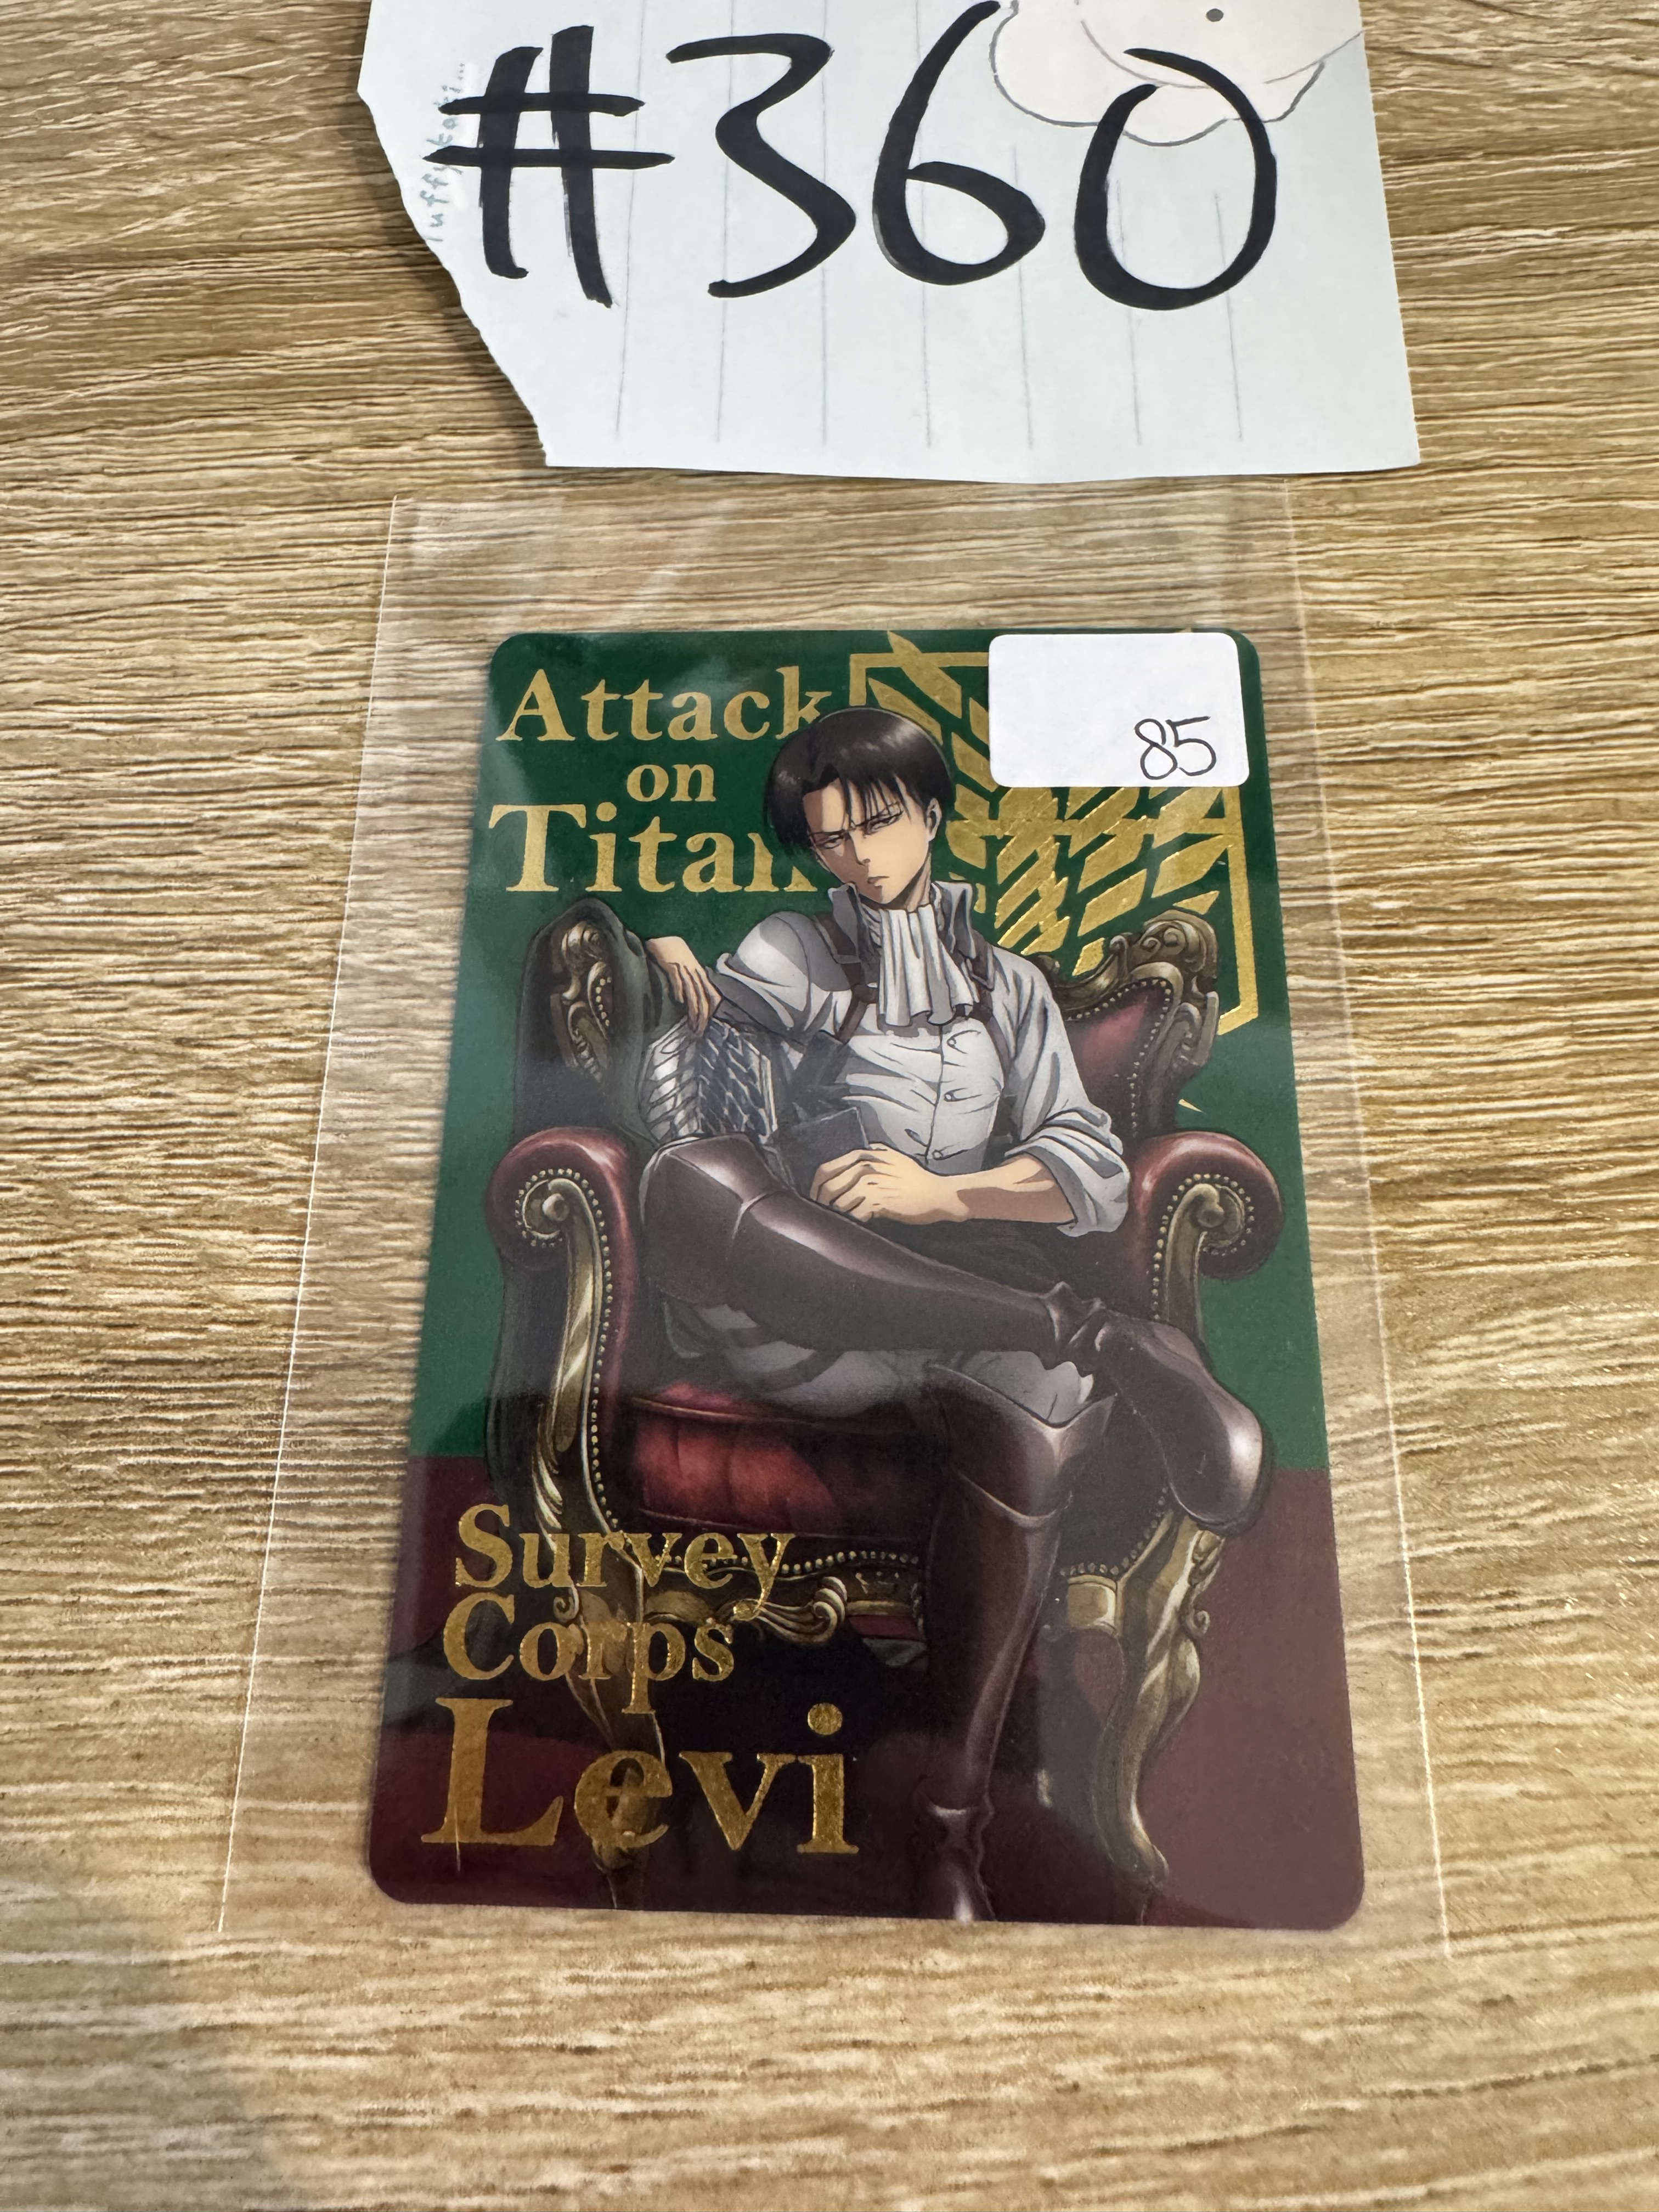 #360
Attack
on
Titan
85
Survey
Corps
Levi